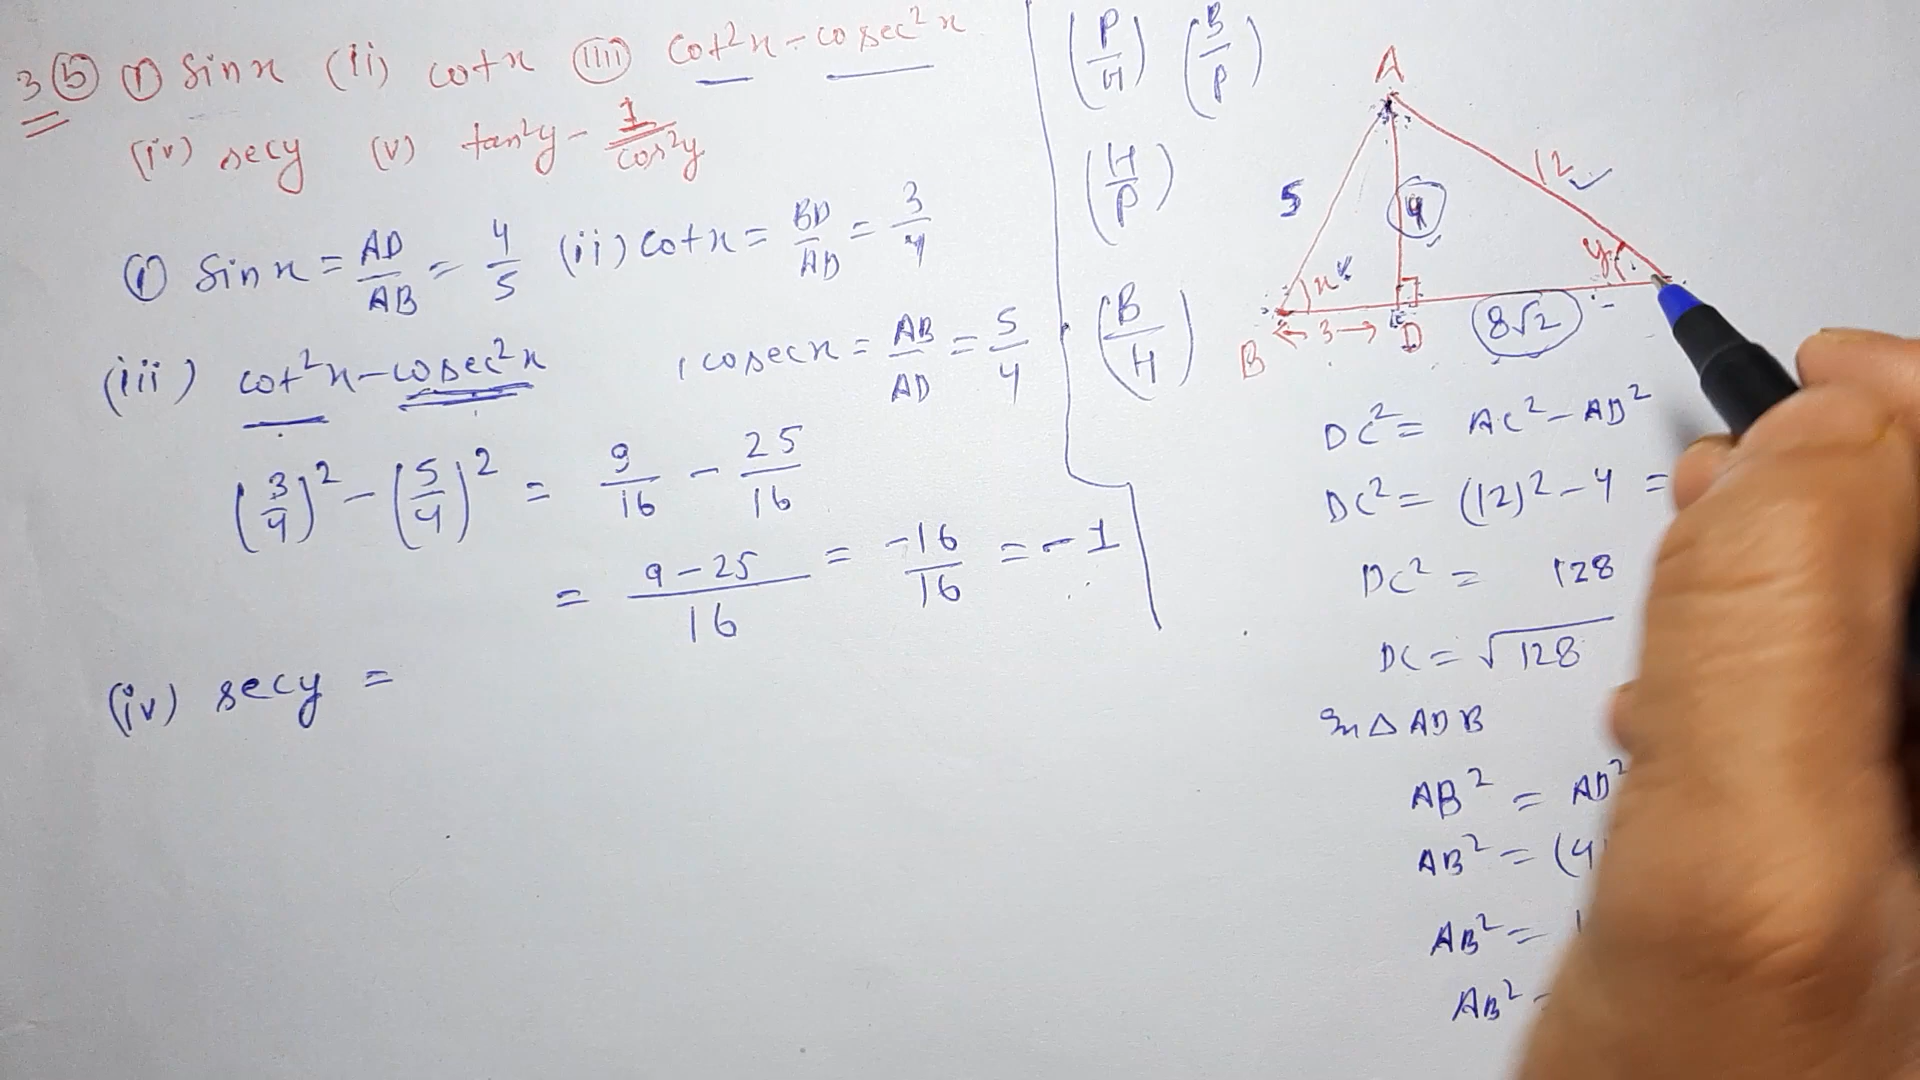 3 (5) (i) Sin x (ii) cot x (iii) cot²x - cosec²x
(iv) sec y (v) tan²y - 1/cos²y
(i) Sin x = AD/AB = 4/5 (ii) cot x = BD/AD = 3/4
(iii) cot²x - cosec²x cosec x = AB/AD = 5/4
(3/4)² - (5/4)² = 9/16 - 25/16
= 9-25/16 = -16/16 = -1
(iv) sec y =
(P/H) (B/P)
(H/P)
(B/H)
A
5
4
12
x
y
B
3
D
8√2
DC² = AC² - AD²
DC² = (12)² - 4 =
DC² = 128
DC = √128
In △ ADB
AB² = AD²
AB² = (4
AB² =
AB² =